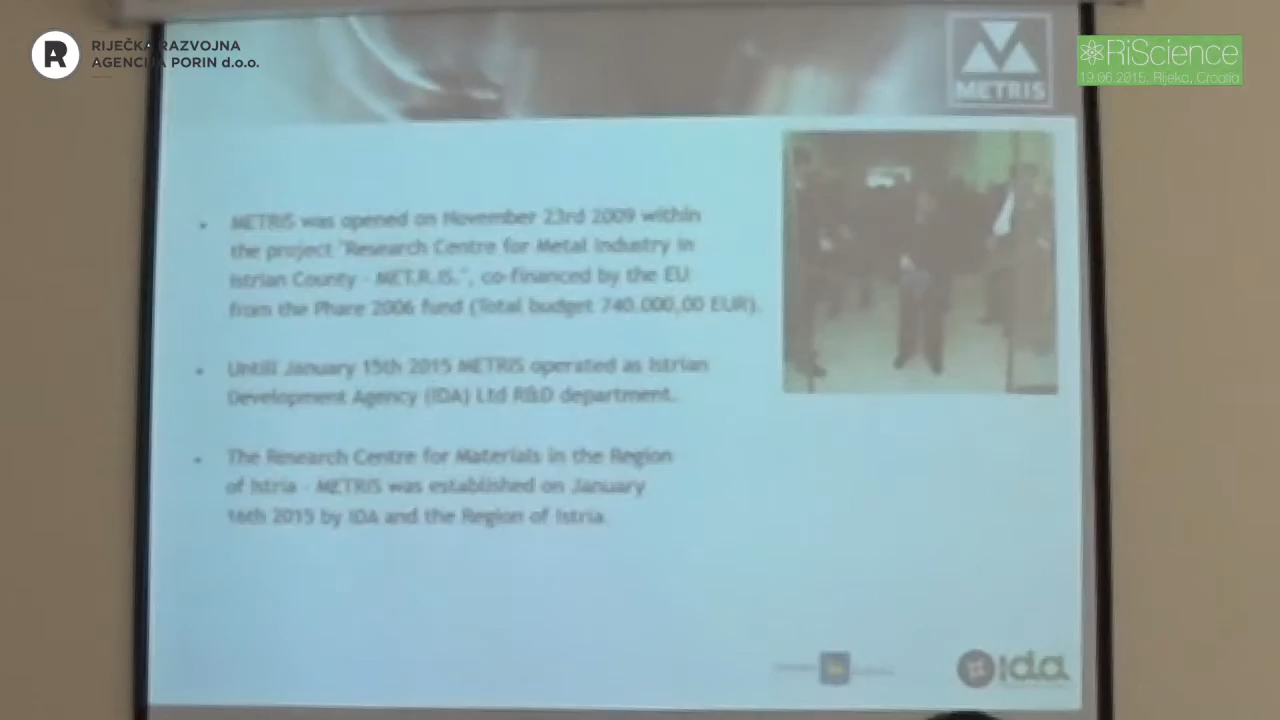 RIJEČKA RAZVOJNA
AGENCIJA PORIN d.o.o.
RiScience
19.06.2015. Rijeka, Croatia
METRIS
METRIS was opened on November 23rd 2009 within
the project "Research Centre for Metal Industry in
Istrian County - MET.R.IS.", co-financed by the EU
from the Phare 2006 fund (Total budget 740.000,00 EUR).
Untill January 15th 2015 METRIS operated as Istrian
Development Agency (IDA) Ltd R&D department.
The Research Centre for Materials in the Region
of Istria - METRIS was established on January
16th 2015 by IDA and the Region of Istria
ida